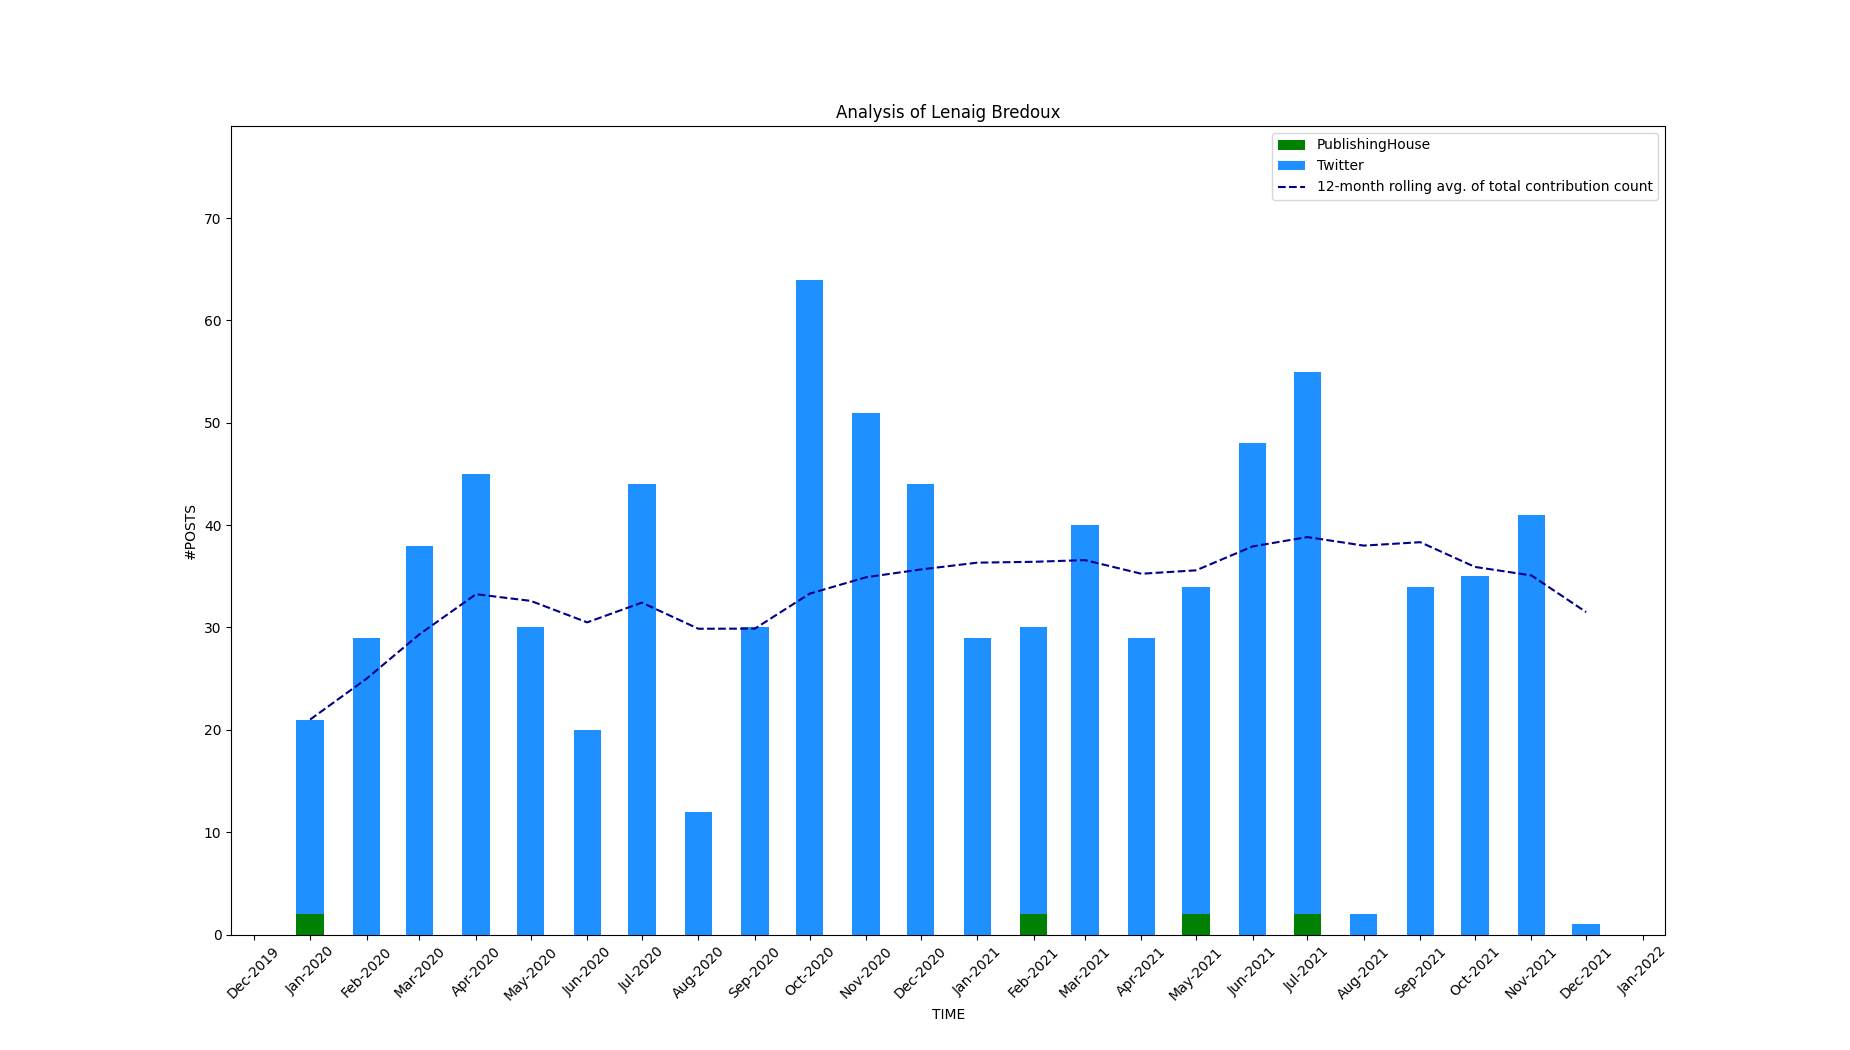 Analysis of Lenaig Bredoux
PublishingHouse
Twitter
12-month rolling avg. of total contribution count
#POSTS
70
60
50
40
30
20
10
0
Dec-2019
Jan-2020
Feb-2020
Mar-2020
Apr-2020
May-2020
Jun-2020
Jul-2020
Aug-2020
Sep-2020
Oct-2020
Nov-2020
Dec-2020
Jan-2021
Feb-2021
Mar-2021
Apr-2021
May-2021
Jun-2021
Jul-2021
Aug-2021
Sep-2021
Oct-2021
Nov-2021
Dec-2021
Jan-2022
TIME